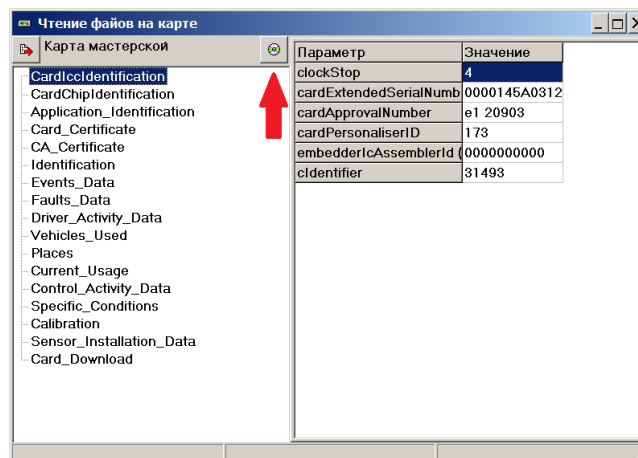 Чтение файов на карте
Карта мастерской
CardIccIdentification
CardChipIdentification
Application_Identification
Card_Certificate
CA_Certificate
Identification
Events_Data
Faults_Data
Driver_Activity_Data
Vehicles_Used
Places
Current_Usage
Control_Activity_Data
Specific_Conditions
Calibration
Sensor_Installation_Data
Card_Download
Параметр Значение
clockStop 4
cardExtendedSerialNumb 0000145A0312
cardApprovalNumber e1 20903
cardPersonaliserID 173
embedderIcAssemblerId ( 0000000000
cIdentifier 31493